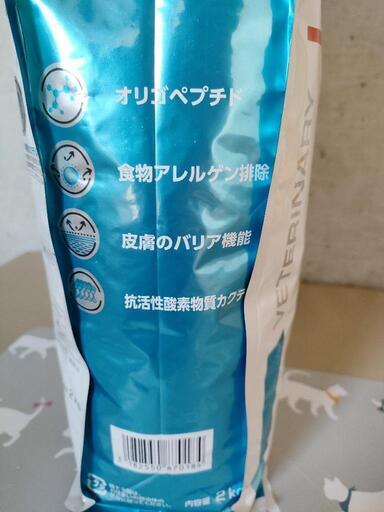 オリゴペプチド
食物アレルゲン排除
皮膚のバリア機能
抗活性酸素物質カクテ
VETERINARY
内容量 2kg
プラ